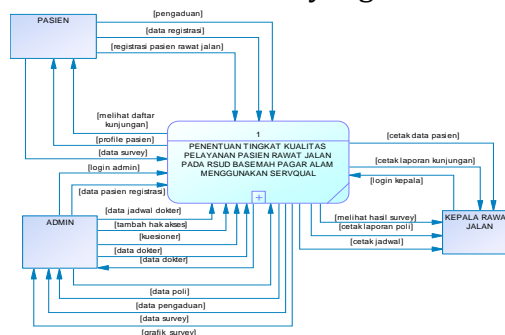 PASIEN
[pengaduan]
[data registrasi]
[registrasi pasien rawat jalan]
[melihat daftar
kunjungan]
[profile pasien]
[data survey]
[login admin]
[data pasien registrasi]
1
PENENTUAN TINGKAT KUALITAS
PELAYANAN PASIEN RAWAT JALAN
PADA RSUD BASEMAH PAGAR ALAM
MENGGUNAKAN SERVQUAL
[cetak data pasien]
[cetak laporan kunjungan]
[login kepala]
ADMIN
[data jadwal dokter]
[tambah hak akses]
[kuesioner]
[data dokter]
[data dokter]
[melihat hasil survey]
[cetak laporan poli]
[cetak jadwal]
KEPALA RAWA
JALAN
[data poli]
[data pengaduan]
[data survey]
[grafik survey]